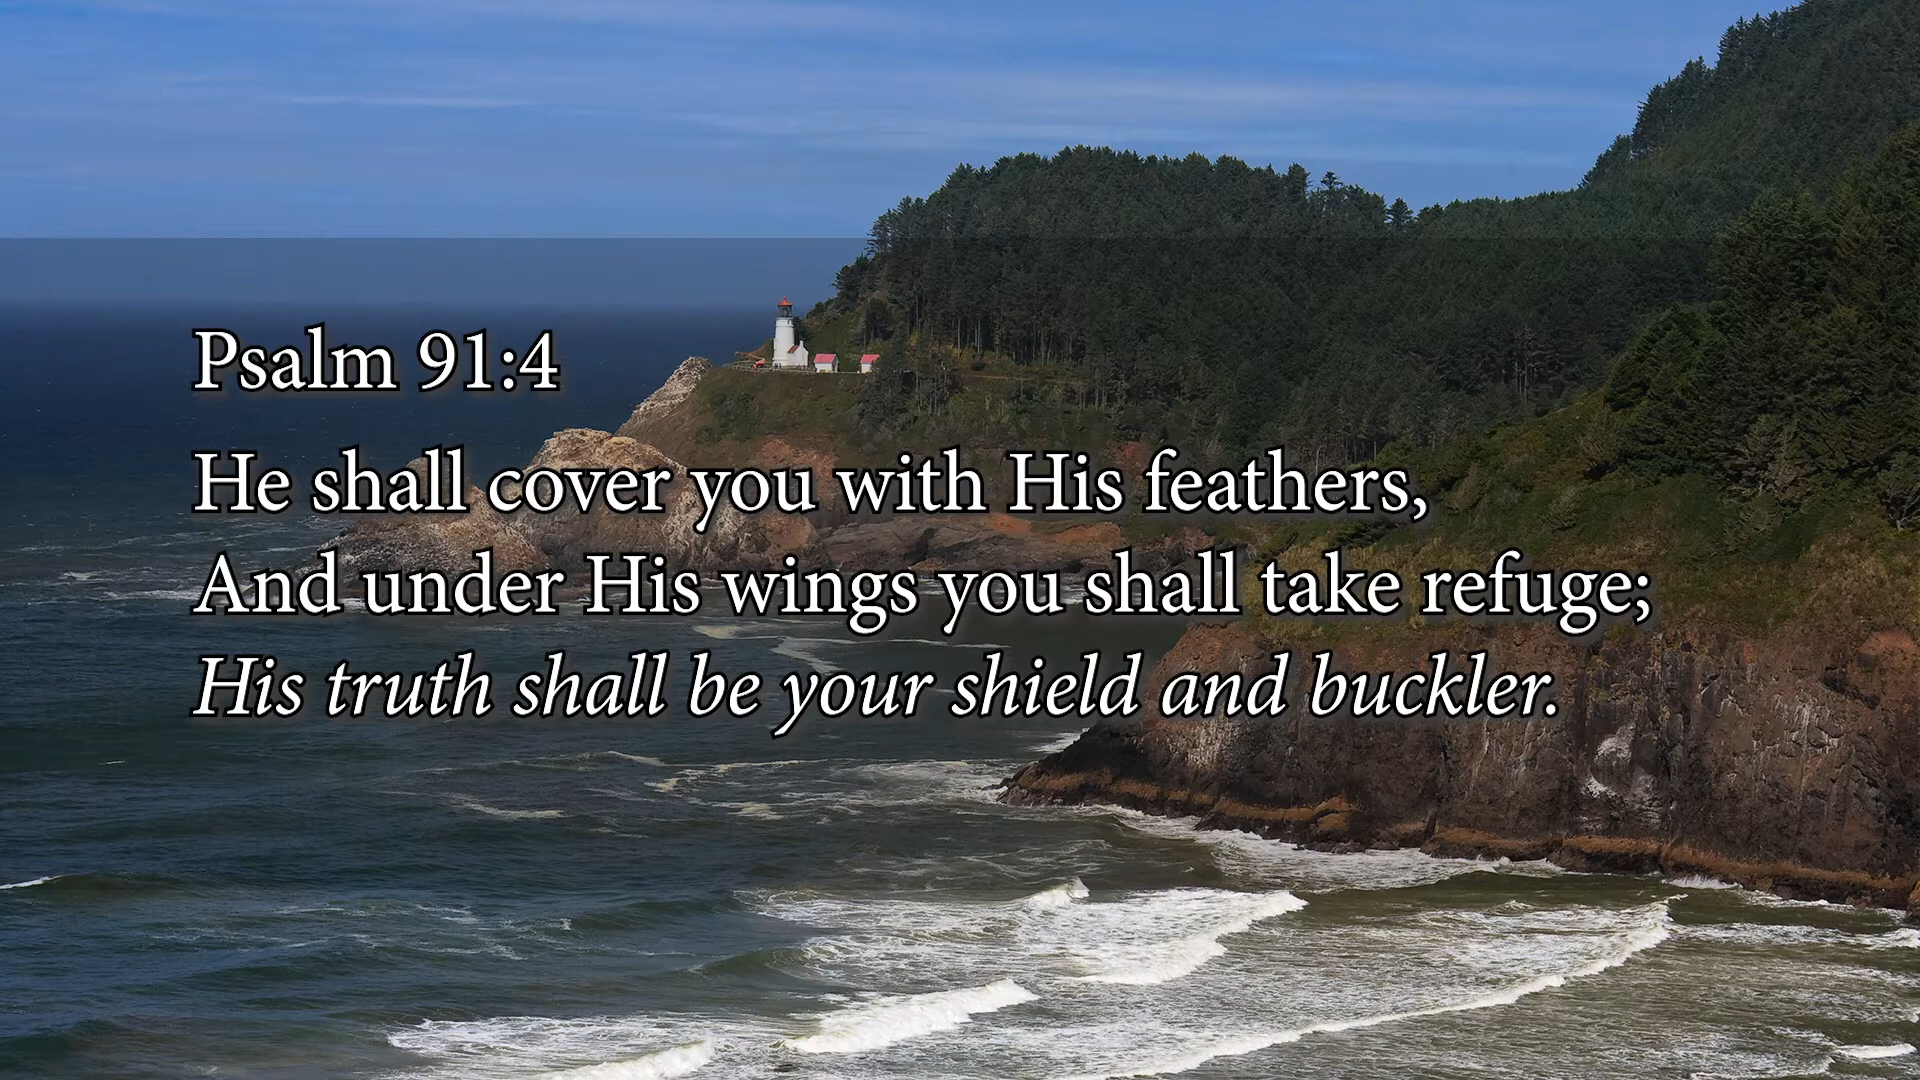 Psalm 91:4
He shall cover you with His feathers,
And under His wings you shall take refuge;
His truth shall be your shield and buckler.